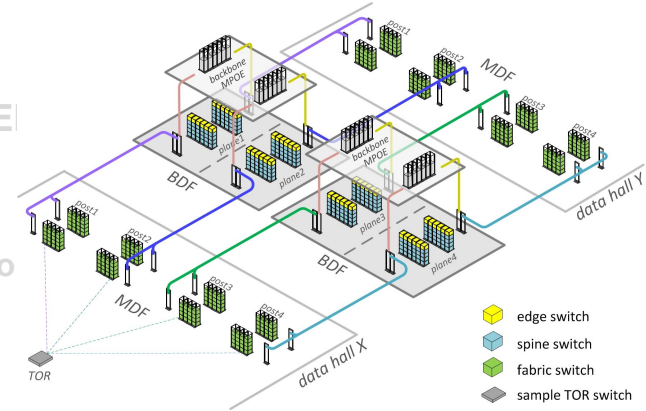 post1
post2
MDF
post3
post4
data hall Y
backbone
MPOE
plane1
plane2
BDF
backbone
MPOE
plane3
plane4
BDF
post1
post2
MDF
post3
post4
data hall X
TOR
edge switch
spine switch
fabric switch
sample TOR switch